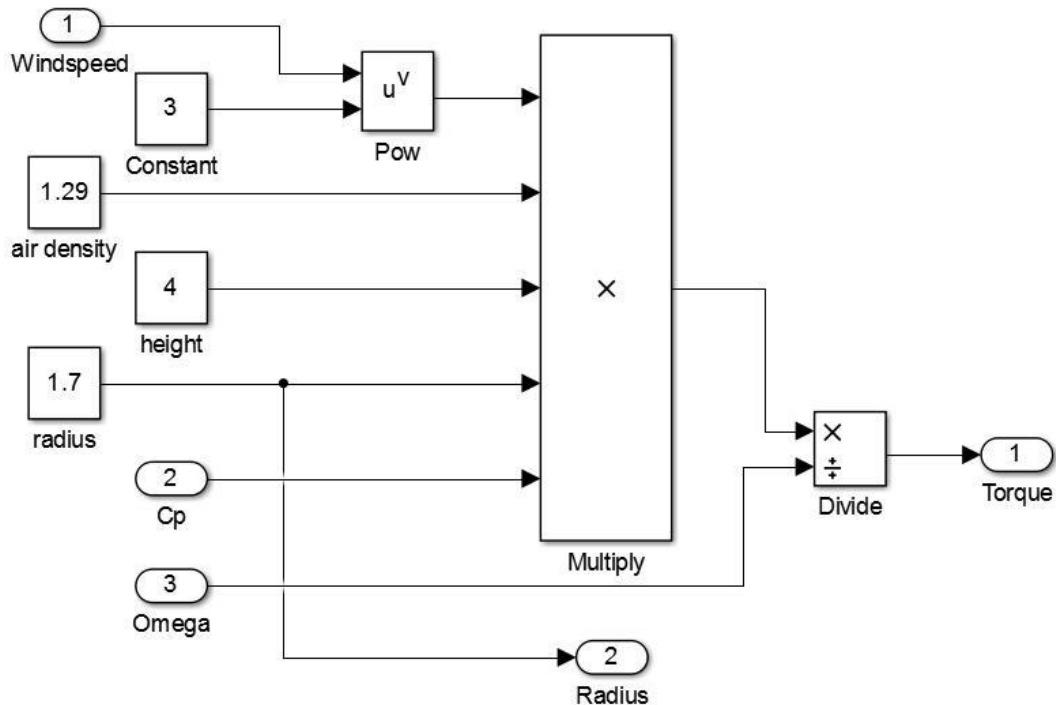 1
Windspeed
3
Constant
u^v
Pow
1.29
air density
4
height
×
1.7
radius
2
Cp
Multiply
×
÷
Divide
1
Torque
3
Omega
2
Radius